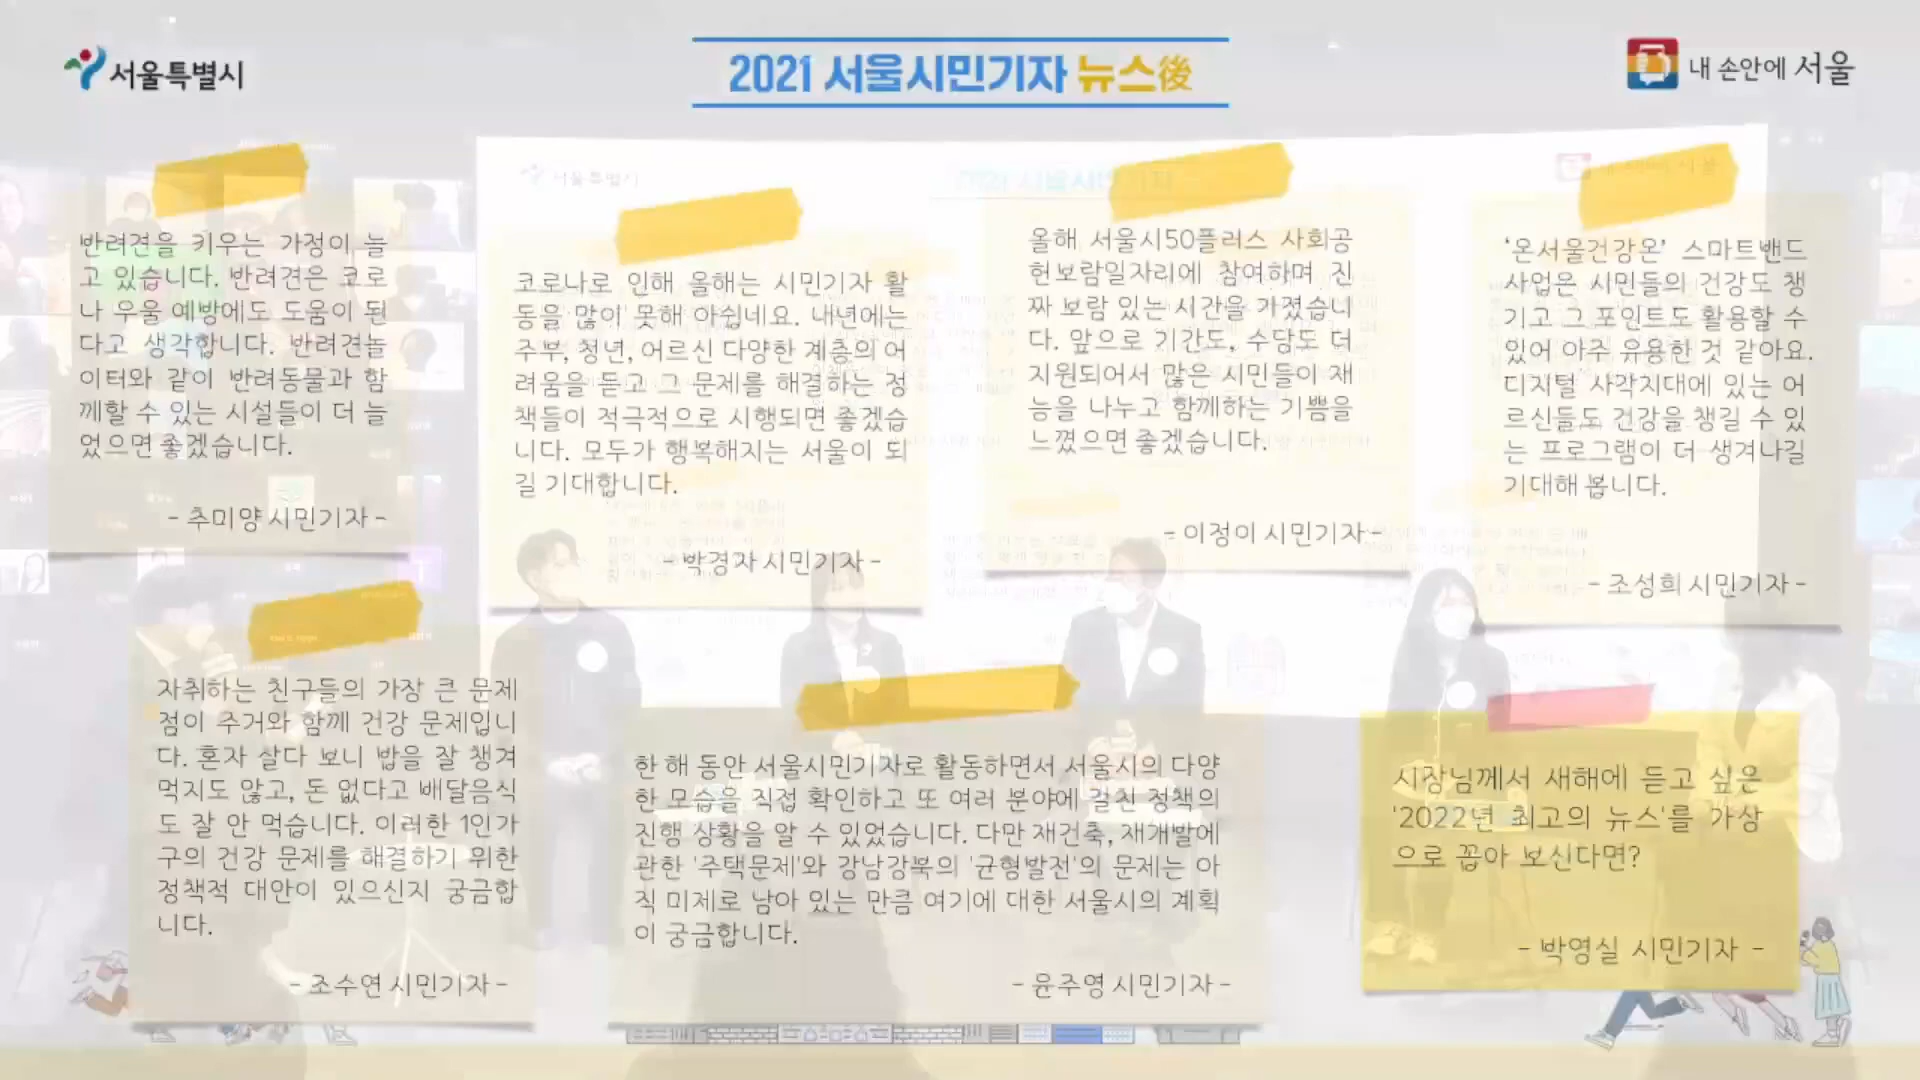 서울특별시
2021 서울시민기자 뉴스後
내 손안에 서울
반려견을 키우는 가정이 늘
고 있습니다. 반려견은 코로
나 우울 예방에도 도움이 된
다고 생각합니다. 반려견놀
이터와 같이 반려동물과 함
께할 수 있는 시설들이 더 늘
었으면 좋겠습니다.
- 추미양 시민기자 -
코로나로 인해 올해는 시민기자 활
동을 많이 못해 아쉽네요. 내년에는
주부, 청년, 어르신 다양한 계층의 어
려움을 듣고 그 문제를 해결하는 정
책들이 적극적으로 시행되면 좋겠습
니다. 모두가 행복해지는 서울이 되
길 기대합니다.
- 박경자 시민기자 -
올해 서울시50플러스 사회공
헌보람일자리에 참여하며 진
짜 보람 있는 시간을 가졌습니
다. 앞으로 기간도, 수당도 더
지원되어서 많은 시민들이 재
능을 나누고 함께하는 기쁨을
느꼈으면 좋겠습니다.
- 이정이 시민기자 -
'온서울건강온' 스마트밴드
사업은 시민들의 건강도 챙
기고 그 포인트도 활용할 수
있어 아주 유용한 것 같아요.
디지털 사각지대에 있는 어
르신들도 건강을 챙길 수 있
는 프로그램이 더 생겨나길
기대해 봅니다.
- 조성희 시민기자 -
자취하는 친구들의 가장 큰 문제
점이 주거와 함께 건강 문제입니
다. 혼자 살다 보니 밥을 잘 챙겨
먹지도 않고, 돈 없다고 배달음식
도 잘 안 먹습니다. 이러한 1인가
구의 건강 문제를 해결하기 위한
정책적 대안이 있으신지 궁금합
니다.
- 조수연 시민기자 -
한 해 동안 서울시민기자로 활동하면서 서울시의 다양
한 모습을 직접 확인하고 또 여러 분야에 걸친 정책의
진행 상황을 알 수 있었습니다. 다만 재건축, 재개발에
관한 '주택문제'와 강남강북의 '균형발전'의 문제는 아
직 미제로 남아 있는 만큼 여기에 대한 서울시의 계획
이 궁금합니다.
- 윤주영 시민기자 -
시장님께서 새해에 듣고 싶은
'2022년 최고의 뉴스'를 가상
으로 꼽아 보신다면?
- 박영실 시민기자 -